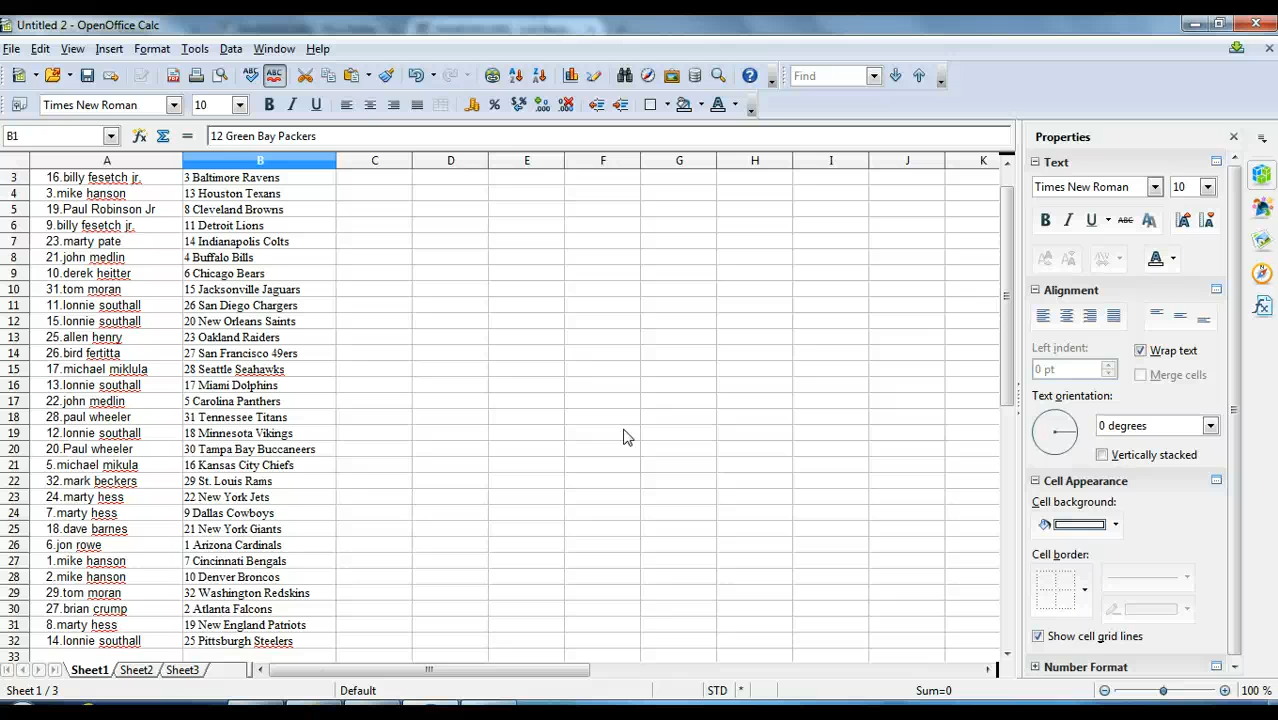 Untitled 2 - OpenOffice Calc
File Edit View Insert Format Tools Data Window Help
Find
Times New Roman 10
B1 12 Green Bay Packers
A B C D E F G H I J K
3 16.billy fesetch jr. 3 Baltimore Ravens
4 3.mike hanson 13 Houston Texans
5 19.Paul Robinson Jr 8 Cleveland Browns
6 9.billy fesetch jr. 11 Detroit Lions
7 23.marty pate 14 Indianapolis Colts
8 21.john medlin 4 Buffalo Bills
9 10.derek heitter 6 Chicago Bears
10 31.tom moran 15 Jacksonville Jaguars
11 11.lonnie southall 26 San Diego Chargers
12 15.lonnie southall 20 New Orleans Saints
13 25.allen henry 23 Oakland Raiders
14 26.bird fertitta 27 San Francisco 49ers
15 17.michael miklula 28 Seattle Seahawks
16 13.lonnie southall 17 Miami Dolphins
17 22.john medlin 5 Carolina Panthers
18 28.paul wheeler 31 Tennessee Titans
19 12.lonnie southall 18 Minnesota Vikings
20 20.Paul wheeler 30 Tampa Bay Buccaneers
21 5.michael mikula 16 Kansas City Chiefs
22 32.mark beckers 29 St. Louis Rams
23 24.marty hess 22 New York Jets
24 7.marty hess 9 Dallas Cowboys
25 18.dave barnes 21 New York Giants
26 6.jon rowe 1 Arizona Cardinals
27 1.mike hanson 7 Cincinnati Bengals
28 2.mike hanson 10 Denver Broncos
29 29.tom moran 32 Washington Redskins
30 27.brian crump 2 Atlanta Falcons
31 8.marty hess 19 New England Patriots
32 14.lonnie southall 25 Pittsburgh Steelers
33
Sheet1 Sheet2 Sheet3
Sheet 1 / 3 Default STD * Sum=0 100 %
Properties
Text
Times New Roman 10
Alignment
Left indent:
Wrap text
0 pt
Merge cells
Text orientation:
0 degrees
Vertically stacked
Cell Appearance
Cell background:
Cell border:
Show cell grid lines
Number Format